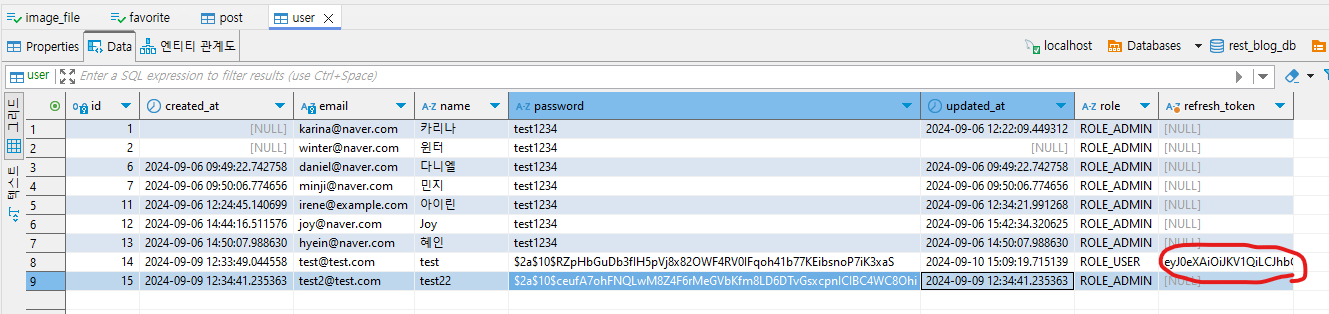 image_file favorite post user
Properties Data 엔티티 관계도 localhost Databases rest_blog_db
user Enter a SQL expression to filter results (use Ctrl+Space)
id created_at email name password updated_at role refresh_token
1 1 [NULL] karina@naver.com 카리나 test1234 2024-09-06 12:22:09.449312 ROLE_ADMIN [NULL]
2 2 [NULL] winter@naver.com 윈터 test1234 [NULL] ROLE_ADMIN [NULL]
3 6 2024-09-06 09:49:22.742758 daniel@naver.com 다니엘 test1234 2024-09-06 09:49:22.742758 ROLE_ADMIN [NULL]
4 7 2024-09-06 09:50:06.774656 minji@naver.com 민지 test1234 2024-09-06 09:50:06.774656 ROLE_ADMIN [NULL]
5 11 2024-09-06 12:24:45.140699 irene@example.com 아이린 test1234 2024-09-06 12:34:21.991268 ROLE_ADMIN [NULL]
6 12 2024-09-06 14:44:16.511576 joy@naver.com Joy test1234 2024-09-06 15:42:34.320625 ROLE_ADMIN [NULL]
7 13 2024-09-06 14:50:07.988630 hyein@naver.com 혜인 test1234 2024-09-06 14:50:07.988630 ROLE_ADMIN [NULL]
8 14 2024-09-09 12:33:49.044558 test@test.com test $2a$10$RZpHbGuDb3flH5pVj8x82OWF4RV0lFqoh41b77KEibsnoP7iK3xaS 2024-09-10 15:09:19.715139 ROLE_USER eyJ0eXAiOiJKV1QiLCJhbG
9 15 2024-09-09 12:34:41.235363 test2@test.com test22 $2a$10$ceufA7ohFNQLwM8Z4F6rMeGVbKfm8LD6DTvGsxcpnIClBC4WC8Ohi 2024-09-09 12:34:41.235363 ROLE_USER [NULL]